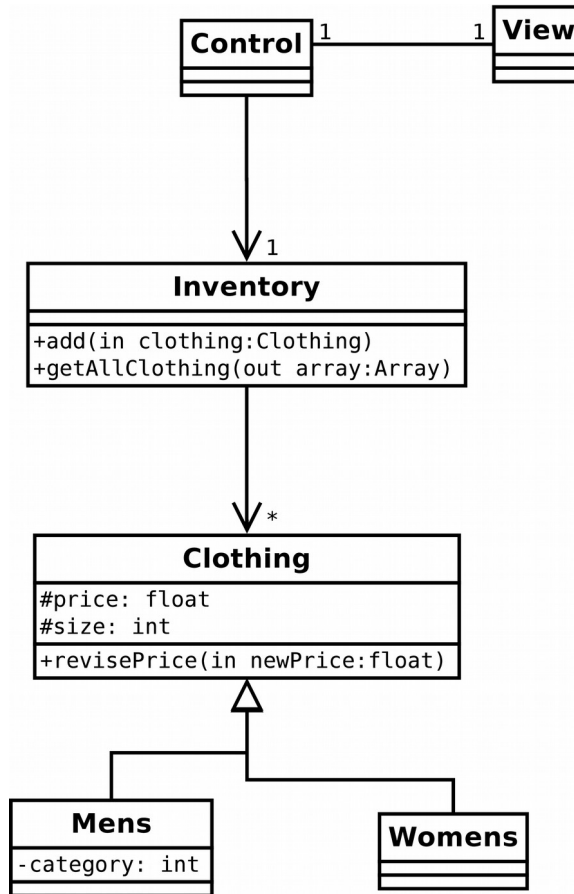 Control
1
1
View
1
Inventory
+add(in clothing:Clothing)
+getAllClothing(out array:Array)
*
Clothing
#price: float
#size: int
+revisePrice(in newPrice:float)
Mens
-category: int
Womens